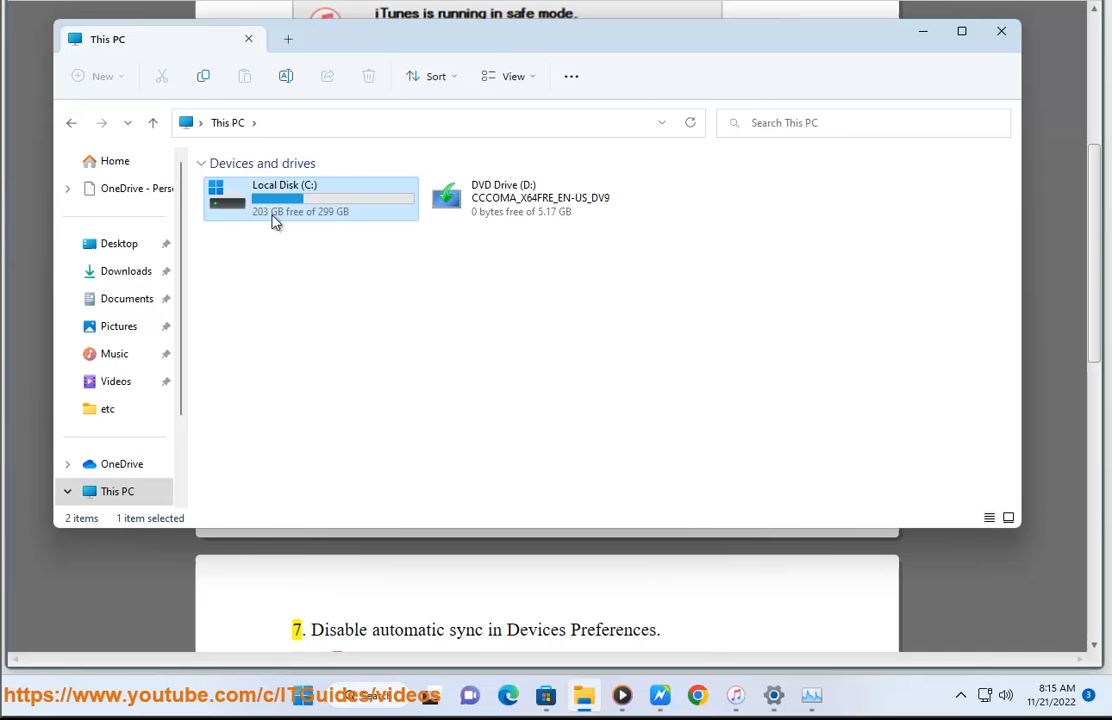 iTunes is running in safe mode.
This PC
New
Sort
View
This PC
Search This PC
Home
OneDrive - Pers
Desktop
Downloads
Documents
Pictures
Music
Videos
etc
OneDrive
This PC
Devices and drives
Local Disk (C:)
203 GB free of 299 GB
DVD Drive (D:)
CCCOMA_X64FRE_EN-US_DV9
0 bytes free of 5.17 GB
2 items
1 item selected
7. Disable automatic sync in Devices Preferences.
https://www.youtube.com/c/ITGuides/videos
8:15 AM
11/21/2022
3